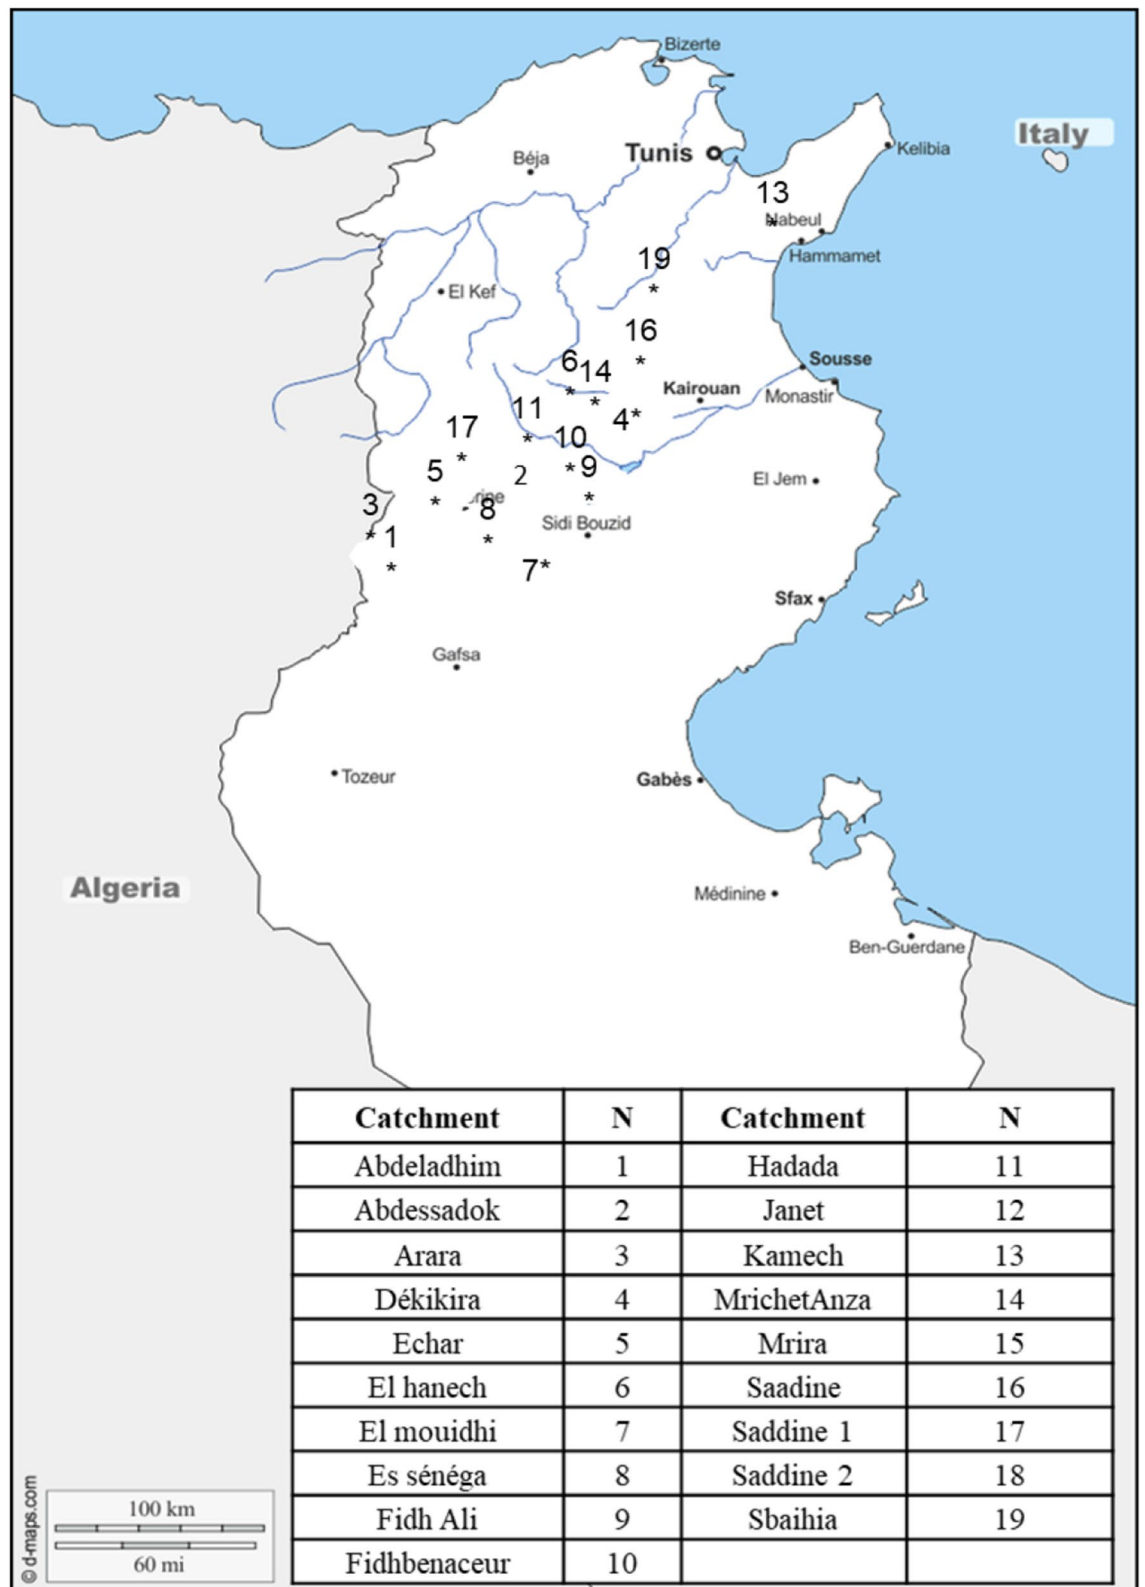 Bizerte
Italy
Tunis
Kelibia
Béja
13
Nabeul
Hammamet
19
El Kef
16
6
14
Sousse
Kairouan
Monastir
11
4*
17
10
5
2
9
El Jem
3
rine
8
Sidi Bouzid
1
7*
Sfax
Gafsa
Tozeur
Gabès
Algeria
Médinine
Ben-Guerdane
Catchment N Catchment N
Abdeladhim 1 Hadada 11
Abdessadok 2 Janet 12
Arara 3 Kamech 13
Dékikira 4 MrichetAnza 14
Echar 5 Mrira 15
El hanech 6 Saadine 16
El mouidhi 7 Saddine 1 17
Es sénéga 8 Saddine 2 18
Fidh Ali 9 Sbaihia 19
Fidhbenaceur 10
100 km
60 mi
© d-maps.com